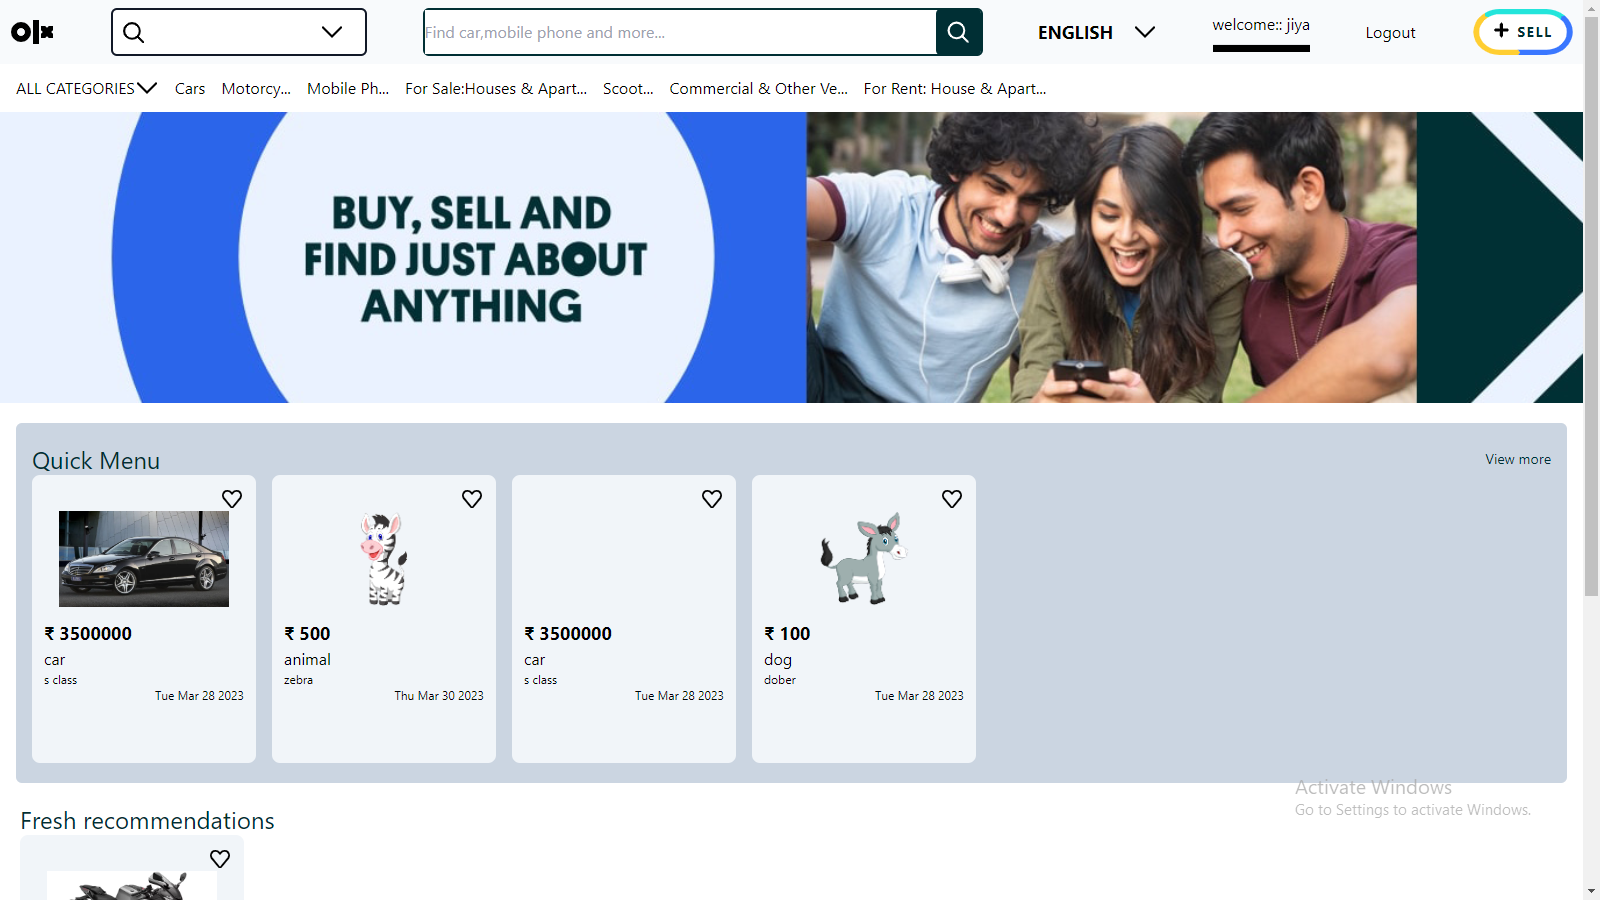 olx
Find car,mobile phone and more...
ENGLISH
welcome:: jiya
Logout
+ SELL
ALL CATEGORIES
Cars
Motorcy...
Mobile Ph...
For Sale:Houses & Apart...
Scoot...
Commercial & Other Ve...
For Rent: House & Apart...
BUY, SELL AND
FIND JUST ABOUT
ANYTHING
Quick Menu
View more
₹ 3500000
car
s class
Tue Mar 28 2023
₹ 500
animal
zebra
Thu Mar 30 2023
₹ 3500000
car
s class
Tue Mar 28 2023
₹ 100
dog
dober
Tue Mar 28 2023
Activate Windows
Go to Settings to activate Windows.
Fresh recommendations